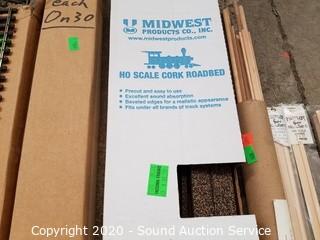 each
Dn30
MIDWEST
PRODUCTS CO., INC.
www.midwestproducts.com
HO SCALE CORK ROADBED
• Precut and easy to use
• Excellent sound absorption
• Beveled edges for a realistic appearance
• Fits under all brands of track systems
Copyright 2020 - Sound Auction Service